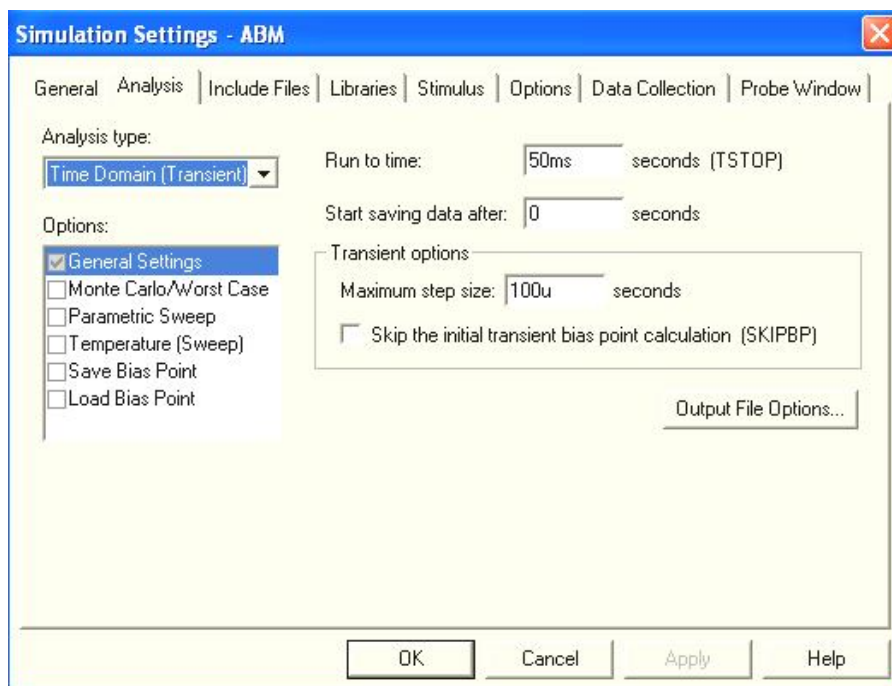 Simulation Settings - ABM
General Analysis Include Files Libraries Stimulus Options Data Collection Probe Window
Analysis type:
Time Domain (Transient)
Options:
General Settings
Monte Carlo/Worst Case
Parametric Sweep
Temperature (Sweep)
Save Bias Point
Load Bias Point
Run to time: 50ms seconds (TSTOP)
Start saving data after: 0 seconds
Transient options
Maximum step size: 100u seconds
Skip the initial transient bias point calculation (SKIPBP)
Output File Options...
OK Cancel Apply Help